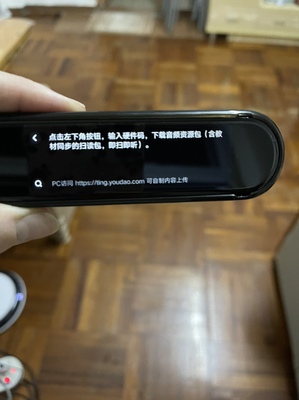 点击左下角按钮，输入硬件码，下载音频资源包（含教
材同步的扫读包，即扫即听）。
PC访问 https://ting.youdao.com 可自制内容上传